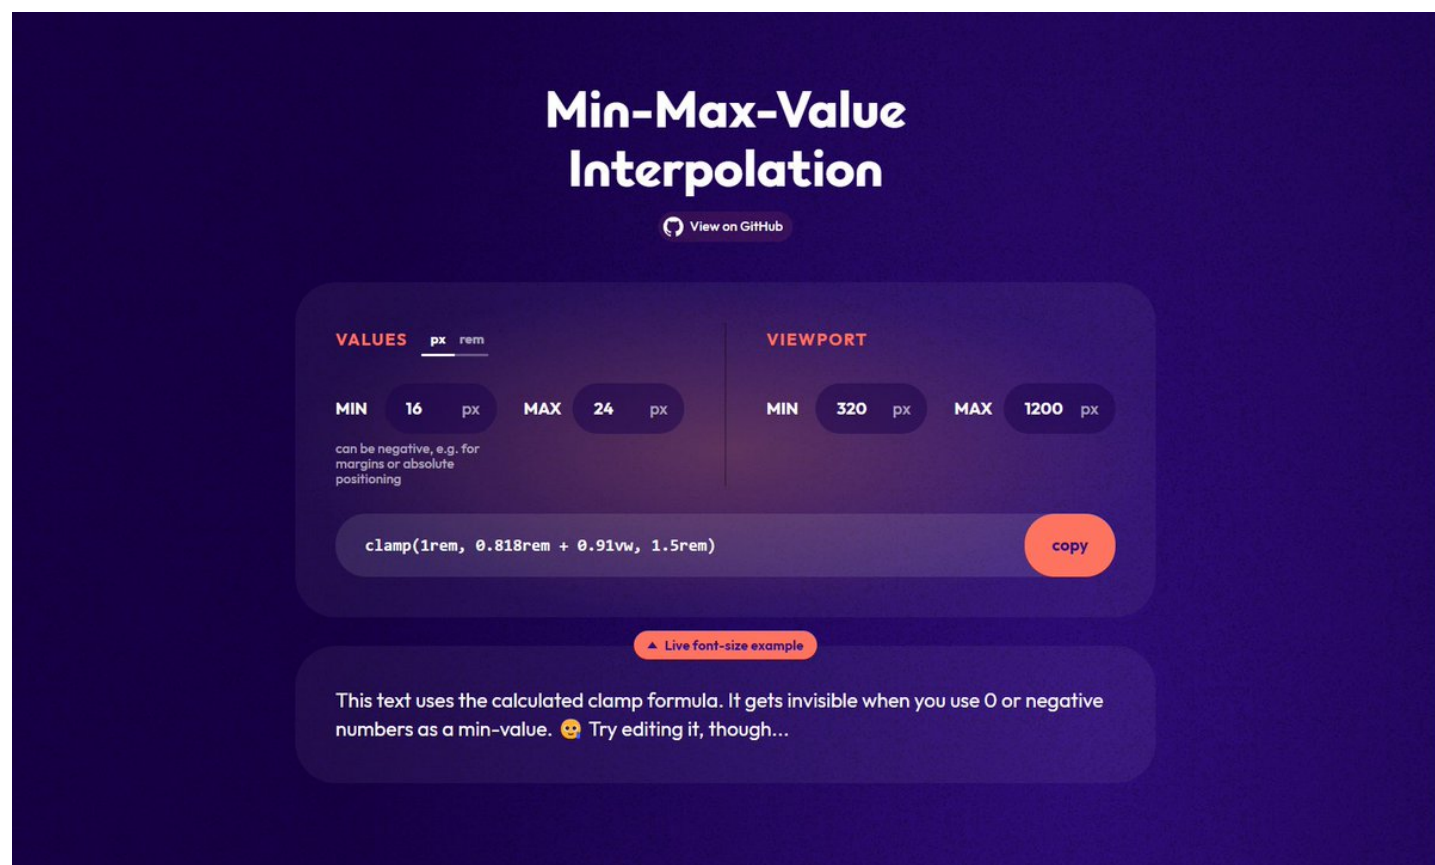 Min-Max-Value
Interpolation
View on GitHub
VALUES px rem
VIEWPORT
MIN 16 px MAX 24 px
MIN 320 px MAX 1200 px
can be negative, e.g. for
margins or absolute
positioning
clamp(1rem, 0.818rem + 0.91vw, 1.5rem)
copy
Live font-size example
This text uses the calculated clamp formula. It gets invisible when you use 0 or negative
numbers as a min-value. 🥲 Try editing it, though...